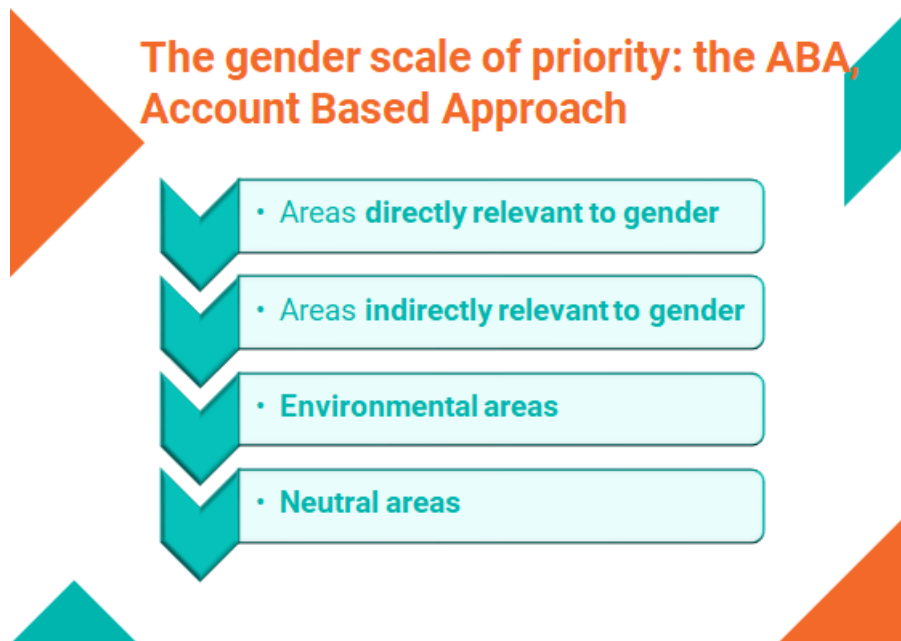 The gender scale of priority: the ABA,
Account Based Approach
• Areas directly relevant to gender
• Areas indirectly relevant to gender
• Environmental areas
• Neutral areas